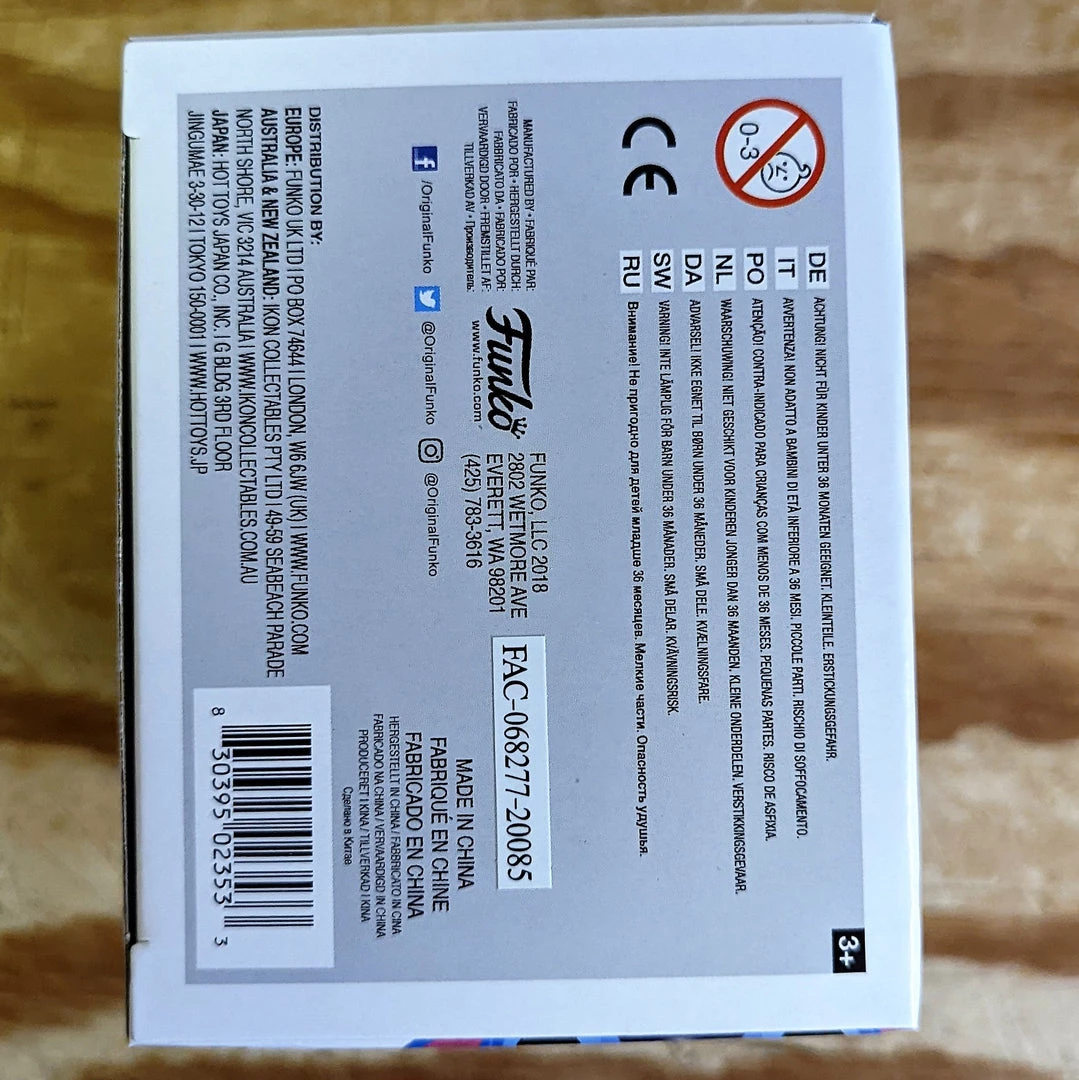 0-3
CE
DE ACHTUNG! NICHT FÜR KINDER UNTER 36 MONATEN GEEIGNET. KLEINTEILE. ERSTICKUNGSGEFAHR.
IT AVVERTENZA! NON ADATTO A BAMBINI DI ETÀ INFERIORE A 36 MESI. PICCOLE PARTI. RISCHIO DI SOFFOCAMENTO.
PO ATENÇÃO! CONTRA-INDICADO PARA CRIANÇAS COM MENOS DE 36 MESES. PEQUENAS PARTES. RISCO DE ASFIXIA.
NL WAARSCHUWING! NIET GESCHIKT VOOR KINDEREN JONGER DAN 36 MAANDEN. KLEINE ONDERDELEN. VERSTIKKINGSGEVAAR.
DA ADVARSEL! IKKE EGNET TIL BØRN UNDER 36 MÅNEDER. SMÅ DELE. KVÆLNINGSFARE.
SW VARNING! INTE LÄMPLIG FÖR BARN UNDER 36 MÅNADER. SMÅ DELAR. KVÄVNINGSRISK.
RU Внимание! Не пригодно для детей младше 36 месяцев. Мелкие части. Опасность удушья.
3+
MANUFACTURED BY • FABRIQUÉ PAR:
FABRICADO POR • HERGESTELLT DURCH:
FABBRICATO DA • FABRICADO POR:
VERVAARDIGD DOOR • FREMSTILLET AF:
TILLVERKAD AV • Производитель:
Funko
www.funko.com
FUNKO, LLC 2018
2802 WETMORE AVE
EVERETT, WA 98201
(425) 783-3616
FAC-068277-20085
f /OriginalFunko @OriginalFunko @OriginalFunko
MADE IN CHINA
FABRIQUÉ EN CHINE
FABRICADO EN CHINA
HERGESTELLT IN CHINA / FABBRICATO IN CINA
FABRICADO NA CHINA / VERVAARDIGD IN CHINA
PRODUCERET I KINA / TILLVERKAD I KINA
Сделано в Китае
DISTRIBUTION BY:
EUROPE: FUNKO UK LTD | PO BOX 74644 | LONDON, W6 6JW (UK) | WWW.FUNKO.COM
AUSTRALIA & NEW ZEALAND: IKON COLLECTABLES PTY LTD 49-59 SEABEACH PARADE
NORTH SHORE, VIC 3214 AUSTRALIA | WWW.IKONCOLLECTABLES.COM.AU
JAPAN: HOT TOYS JAPAN CO., INC. | G BLDG 3RD FLOOR
JINGUMAE 3-30-12 | TOKYO 150-0001 | WWW.HOTTOYS.JP
8 30395 02353 3